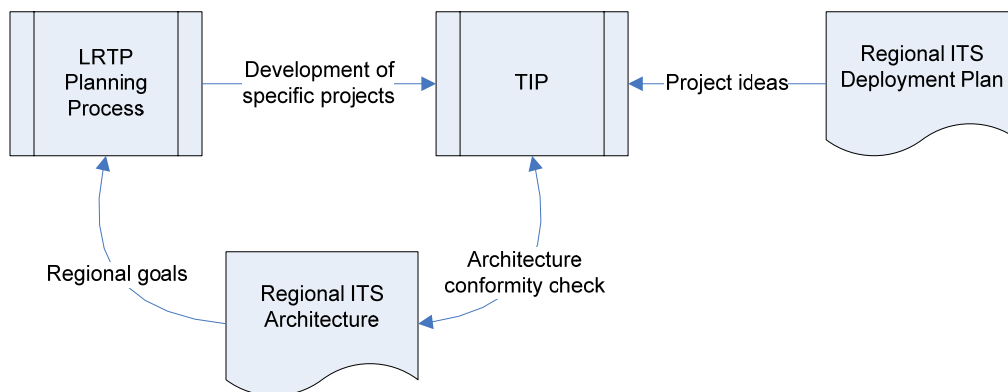 LRTP
Planning
Process
Development of
specific projects
TIP
Project ideas
Regional ITS
Deployment Plan
Regional goals
Regional ITS
Architecture
Architecture
conformity check